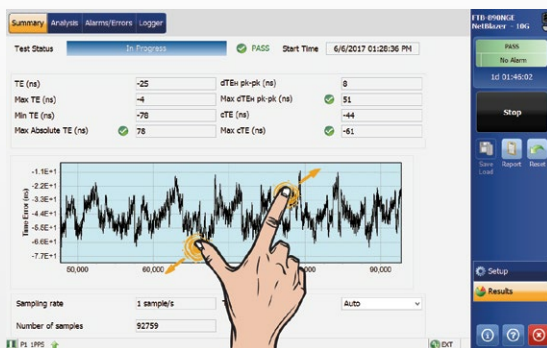 Summary Analysis Alarms/Errors Logger
FTB-890NGE
NetBlazer - 10G
Test Status In Progress PASS Start Time 6/6/2017 01:28:36 PM
PASS
No Alarm
1d 01:46:02
TE (ns) -25 dTEH pk-pk (ns) 8
Max TE (ns) -4 Max dTEH pk-pk (ns) 51
Min TE (ns) -78 cTE (ns) -44
Max Absolute TE (ns) 78 Max cTE (ns) -61
Stop
Save
Load
Report
Reset
Time Error (ns)
-1.1E+1
-2.2E+1
-3.3E+1
-4.4E+1
-5.5E+1
-6.6E+1
-7.7E+1
50,000 60,000 90,000
Setup
Results
Sampling rate 1 sample/s Auto
Number of samples 92759
P1 1PPS EXT